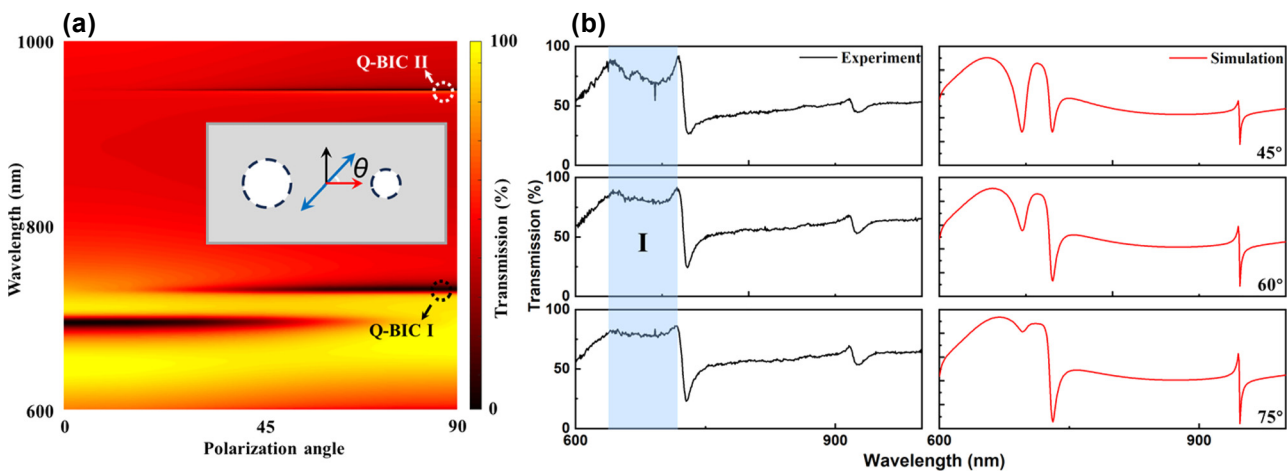 (a)
1000
800
600
Wavelength (nm)
0
45
90
Polarization angle
Q-BIC II
θ
Q-BIC I
100
0
Transmission (%)
(b)
100
50
0
100
50
0
100
50
0
Transmission (%)
Experiment
I
600
900
Simulation
45°
60°
75°
600
900
Wavelength (nm)